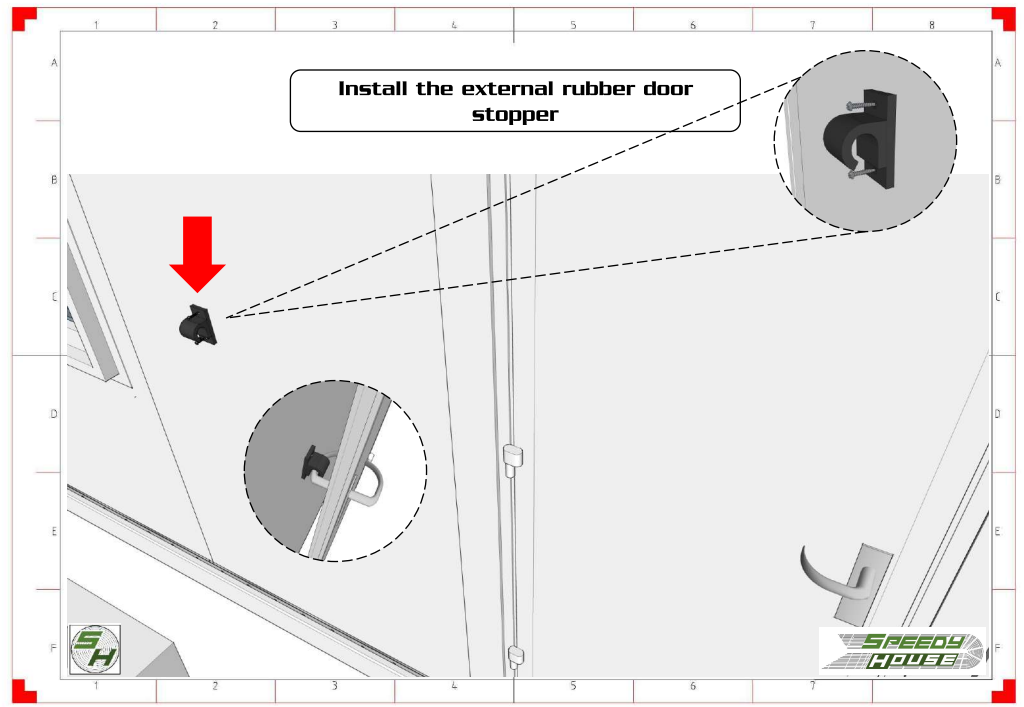 1 2 3 4 5 6 7 8
A A
Install the external rubber door
stopper
B B
C C
D D
E E
F F
SH
SPEEDY
HOUSE
1 2 3 4 5 6 7